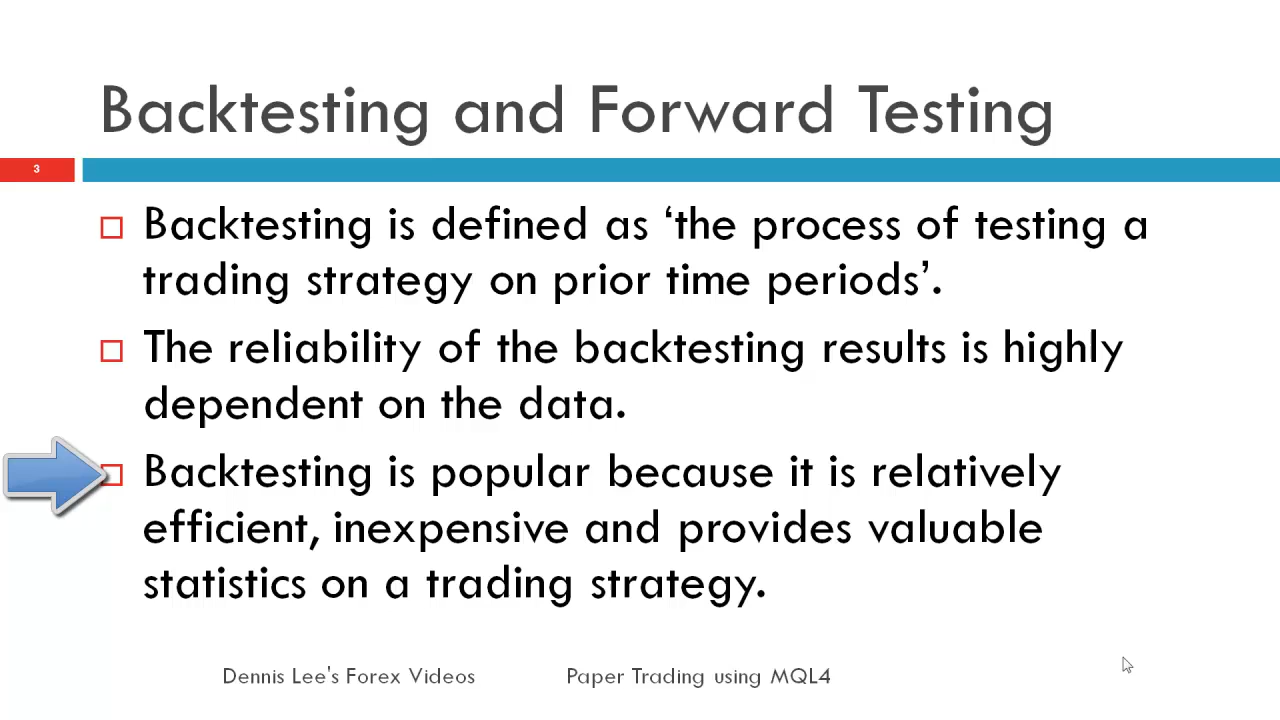 Backtesting and Forward Testing
3
Backtesting is defined as ‘the process of testing a
trading strategy on prior time periods’.
The reliability of the backtesting results is highly
dependent on the data.
Backtesting is popular because it is relatively
efficient, inexpensive and provides valuable
statistics on a trading strategy.
Dennis Lee's Forex Videos
Paper Trading using MQL4